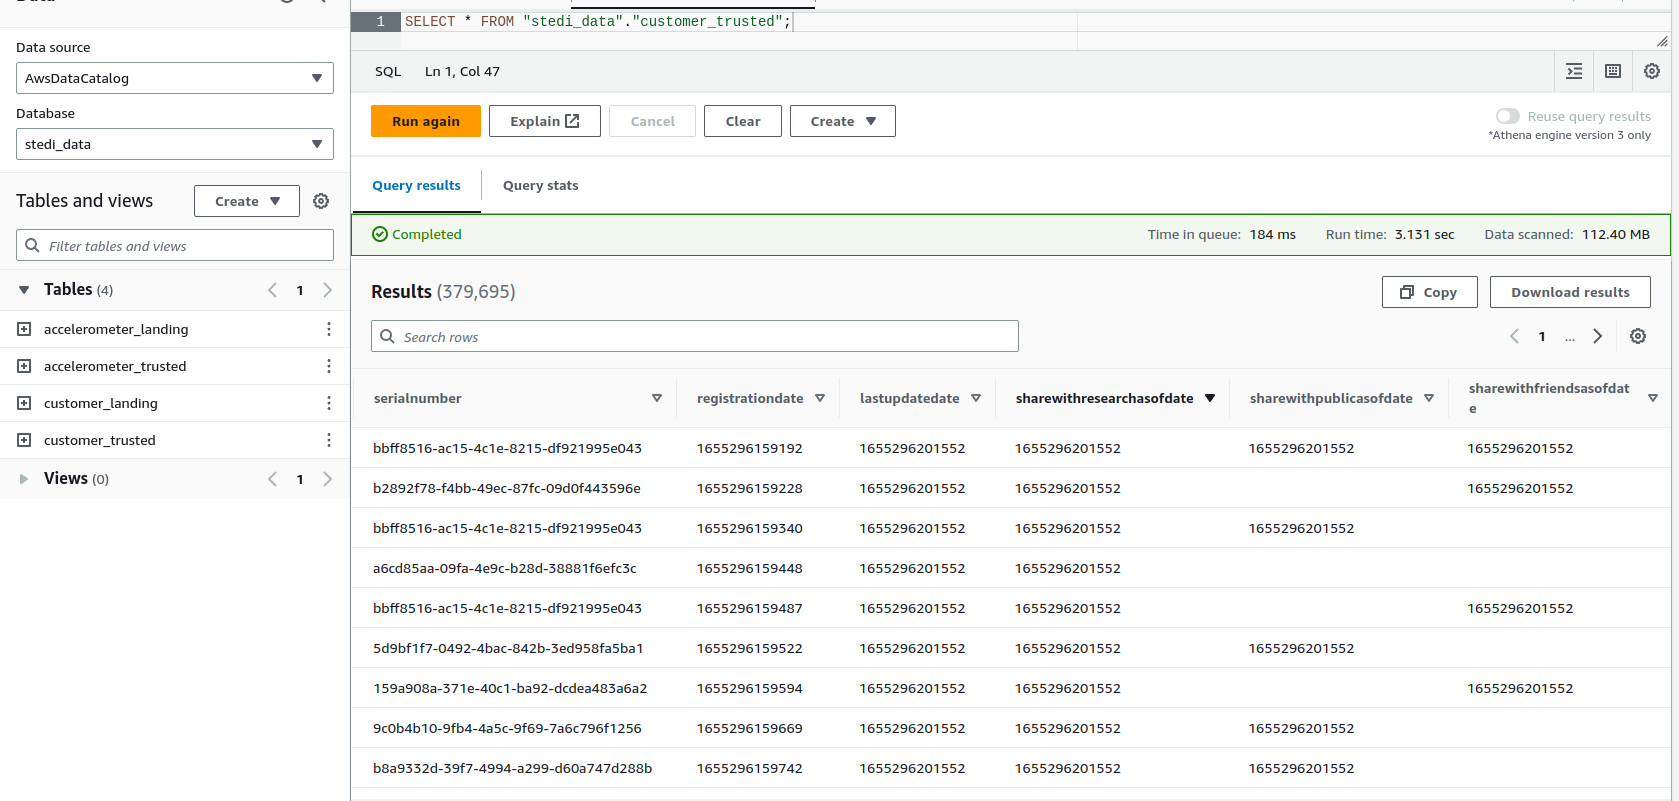 Data source
AwsDataCatalog
Database
stedi_data
Tables and views
Create
Filter tables and views
Tables (4)
1
accelerometer_landing
accelerometer_trusted
customer_landing
customer_trusted
Views (0)
1
1 SELECT * FROM "stedi_data"."customer_trusted";
SQL Ln 1, Col 47
Run again Explain Cancel Clear Create
Reuse query results
*Athena engine version 3 only
Query results Query stats
Completed Time in queue: 184 ms Run time: 3.131 sec Data scanned: 112.40 MB
Results (379,695) Copy Download results
Search rows 1 ...
serialnumber registrationdate lastupdatedate sharewithresearchasofdate sharewithpublicasofdate sharewithfriendsasofdat
e
bbff8516-ac15-4c1e-8215-df921995e043 1655296159192 1655296201552 1655296201552 1655296201552 1655296201552
b2892f78-f4bb-49ec-87fc-09d0f443596e 1655296159228 1655296201552 1655296201552 1655296201552
bbff8516-ac15-4c1e-8215-df921995e043 1655296159340 1655296201552 1655296201552 1655296201552
a6cd85aa-09fa-4e9c-b28d-38881f6efc3c 1655296159448 1655296201552 1655296201552
bbff8516-ac15-4c1e-8215-df921995e043 1655296159487 1655296201552 1655296201552 1655296201552
5d9bf1f7-0492-4bac-842b-3ed958fa5ba1 1655296159522 1655296201552 1655296201552 1655296201552
159a908a-371e-40c1-ba92-dcdea483a6a2 1655296159594 1655296201552 1655296201552 1655296201552
9c0b4b10-9fb4-4a5c-9f69-7a6c796f1256 1655296159669 1655296201552 1655296201552 1655296201552
b8a9332d-39f7-4994-a299-d60a747d288b 1655296159742 1655296201552 1655296201552 1655296201552